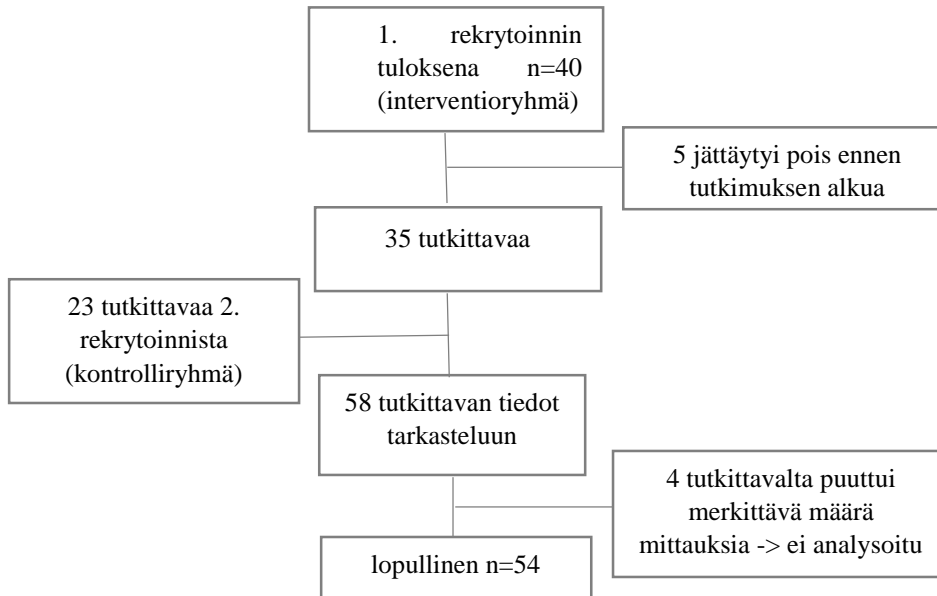 1. rekrytoinnin
tuloksena n=40
(interventioryhmä)
5 jättäytyi pois ennen
tutkimuksen alkua
35 tutkittavaa
23 tutkittavaa 2.
rekrytoinnista
(kontrolliryhmä)
58 tutkittavan tiedot
tarkasteluun
4 tutkittavalta puuttui
merkittävä määrä
mittauksia -> ei analysoitu
lopullinen n=54